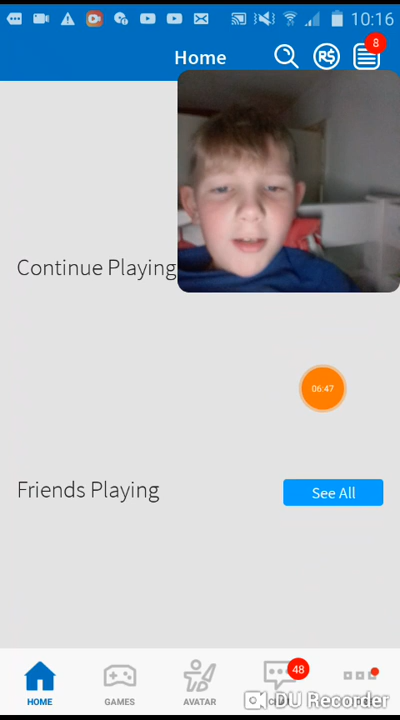 10:16
Home
R$
8
Continue Playing
06:47
Friends Playing
See All
48
HOME
GAMES
AVATAR
DU Recorder